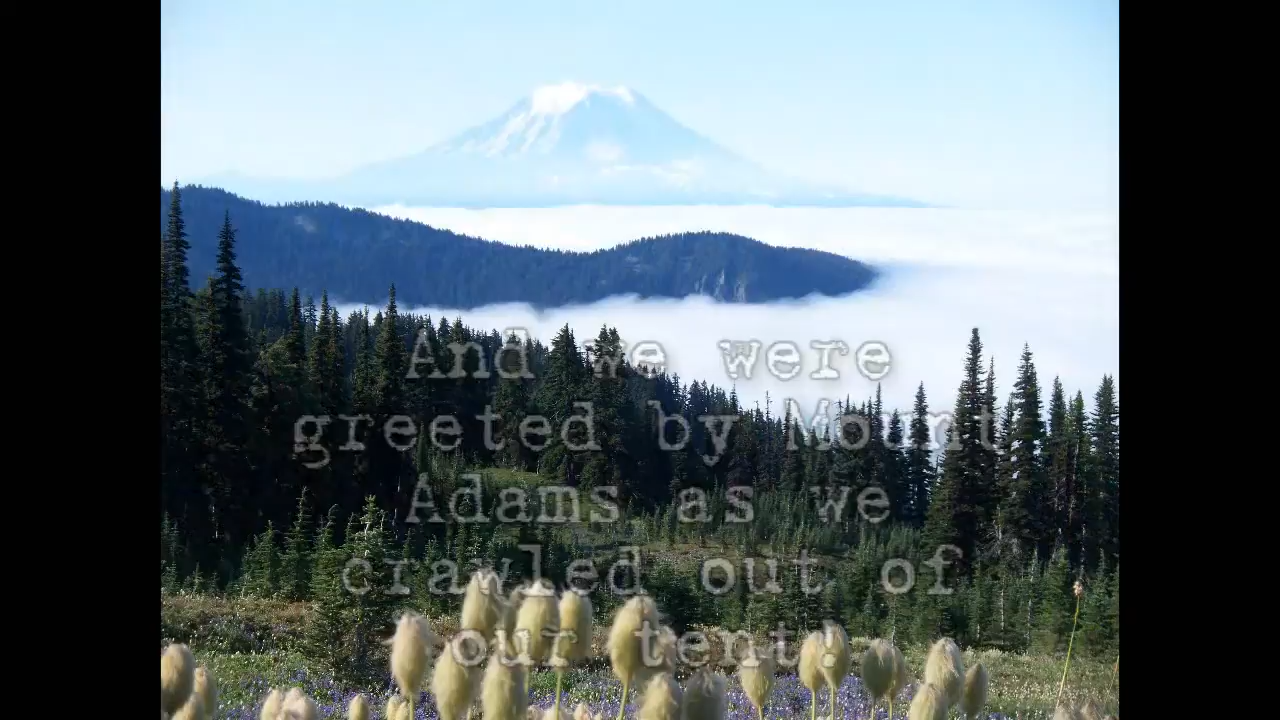 And we were
greeted by Mount
Adams as we
crawled out of
our tent!